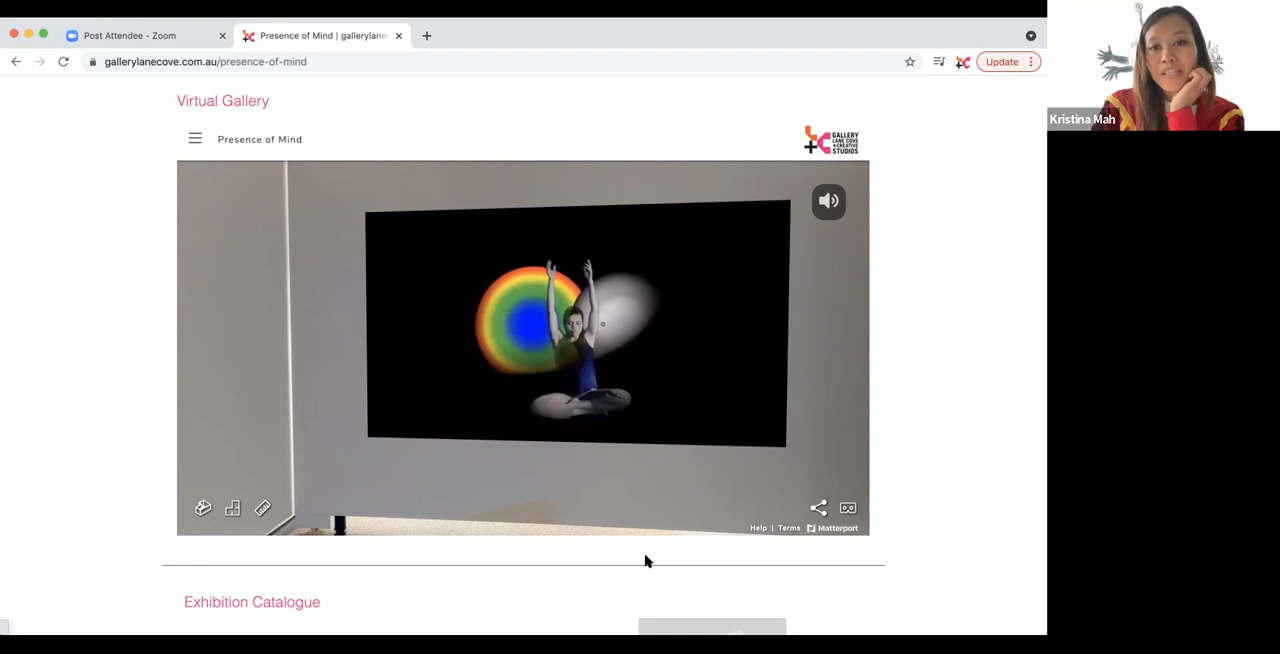 Post Attendee - Zoom
Presence of Mind | gallerylane
gallerylanecove.com.au/presence-of-mind
Update
Kristina Mah
Virtual Gallery
Presence of Mind
GALLERY
LANE COVE
+CREATIVE
STUDIOS
Help | Terms
Matterport
Exhibition Catalogue